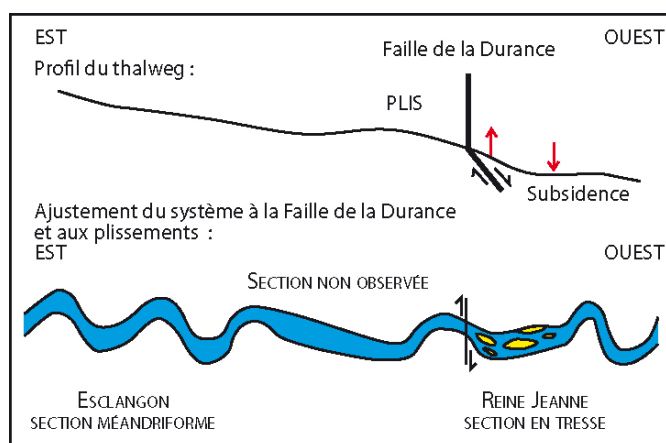 EST
OUEST
Profil du thalweg :
Faille de la Durance
PLIS
Subsidence
Ajustement du système à la Faille de la Durance
et aux plissements :
EST
OUEST
SECTION NON OBSERVÉE
ESCLANGON
SECTION MÉANDRIFORME
REINE JEANNE
SECTION EN TRESSE